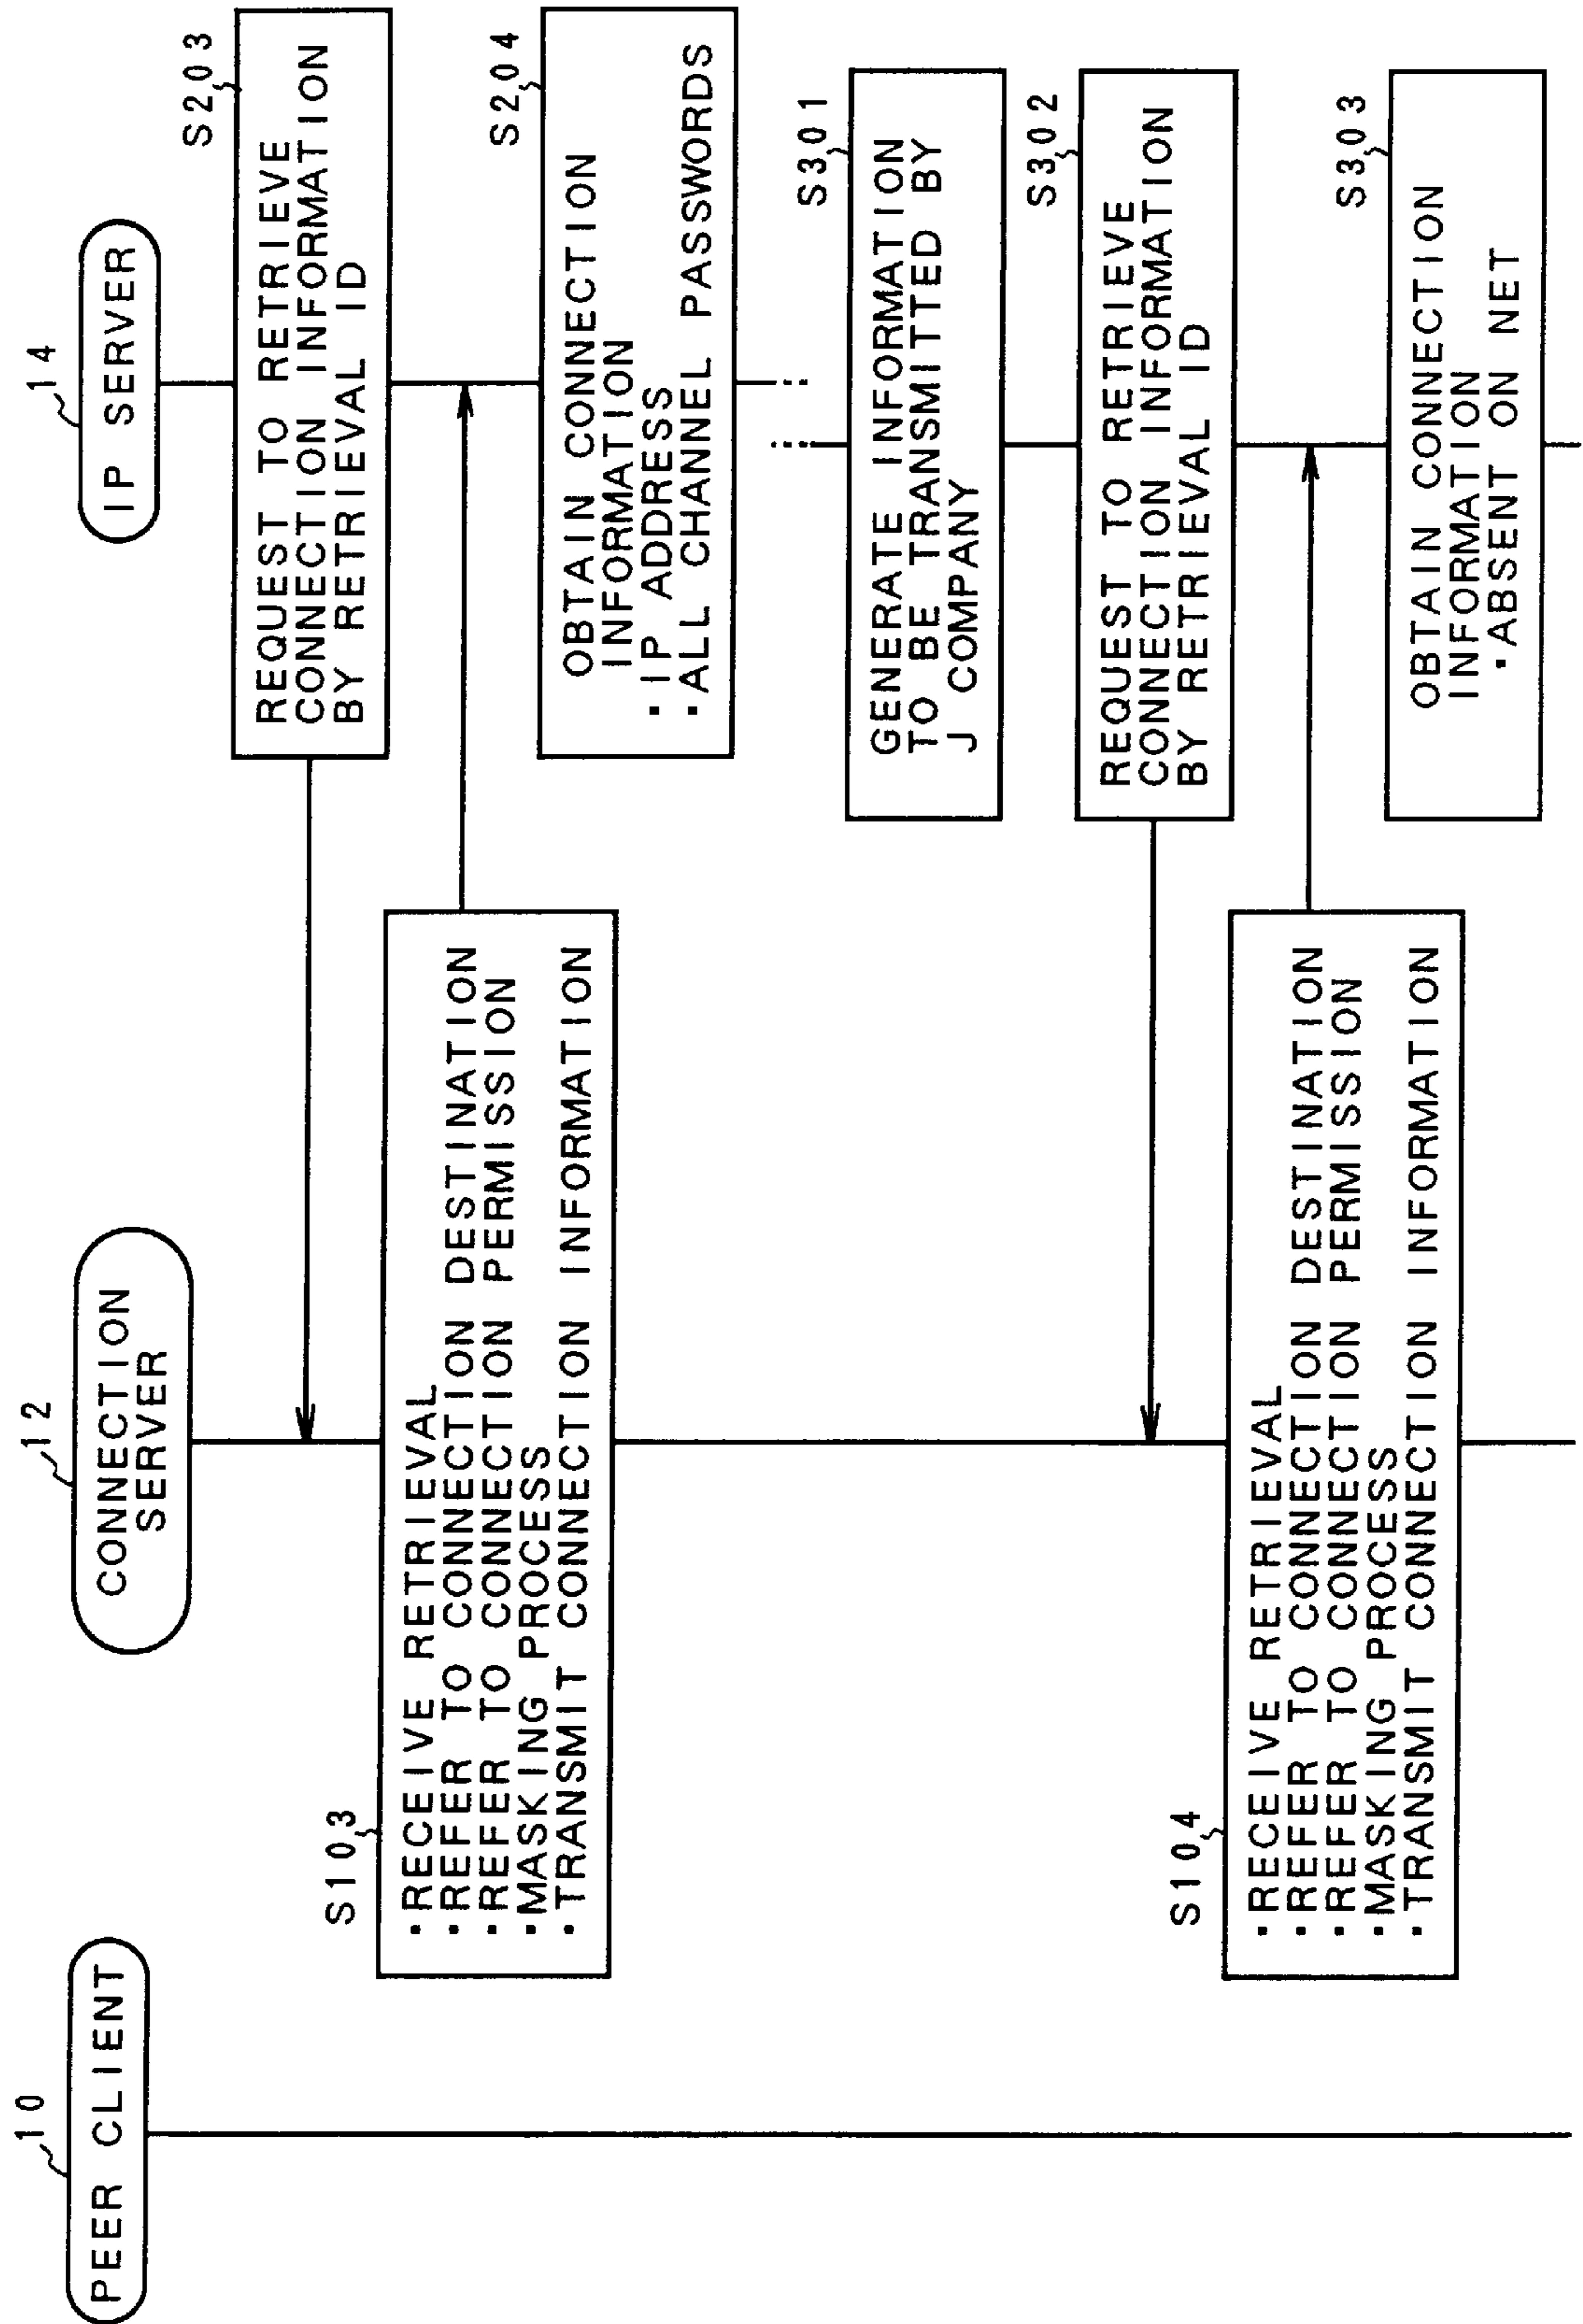 10
PEER CLIENT
12
CONNECTION
SERVER
14
IP SERVER
S203
REQUEST TO RETRIEVE
CONNECTION INFORMATION
BY RETRIEVAL ID
S103
・RECEIVE RETRIEVAL
・REFER TO CONNECTION DESTINATION
・REFER TO CONNECTION PERMISSION
・MASKING PROCESS
・TRANSMIT CONNECTION INFORMATION
S204
OBTAIN CONNECTION
INFORMATION
・IP ADDRESS
・ALL CHANNEL PASSWORDS
S301
GENERATE INFORMATION
TO BE TRANSMITTED BY
J COMPANY
S302
REQUEST TO RETRIEVE
CONNECTION INFORMATION
BY RETRIEVAL ID
S104
・RECEIVE RETRIEVAL
・REFER TO CONNECTION DESTINATION
・REFER TO CONNECTION PERMISSION
・MASKING PROCESS
・TRANSMIT CONNECTION INFORMATION
S303
OBTAIN CONNECTION
INFORMATION
・ABSENT ON NET